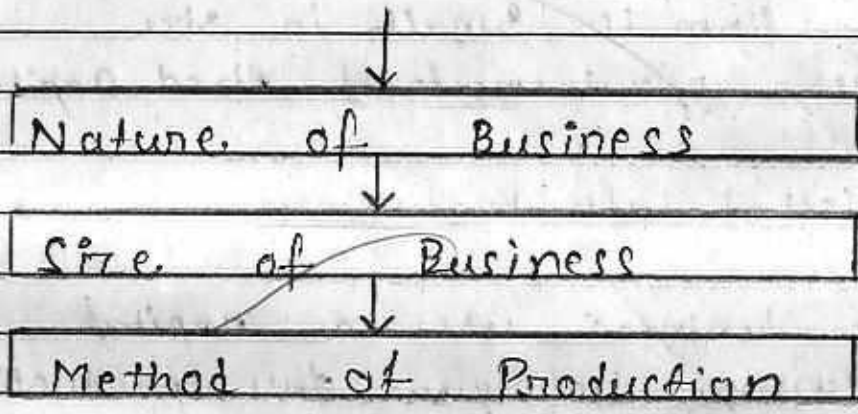 Nature of Business
Size of Business
Method of Production